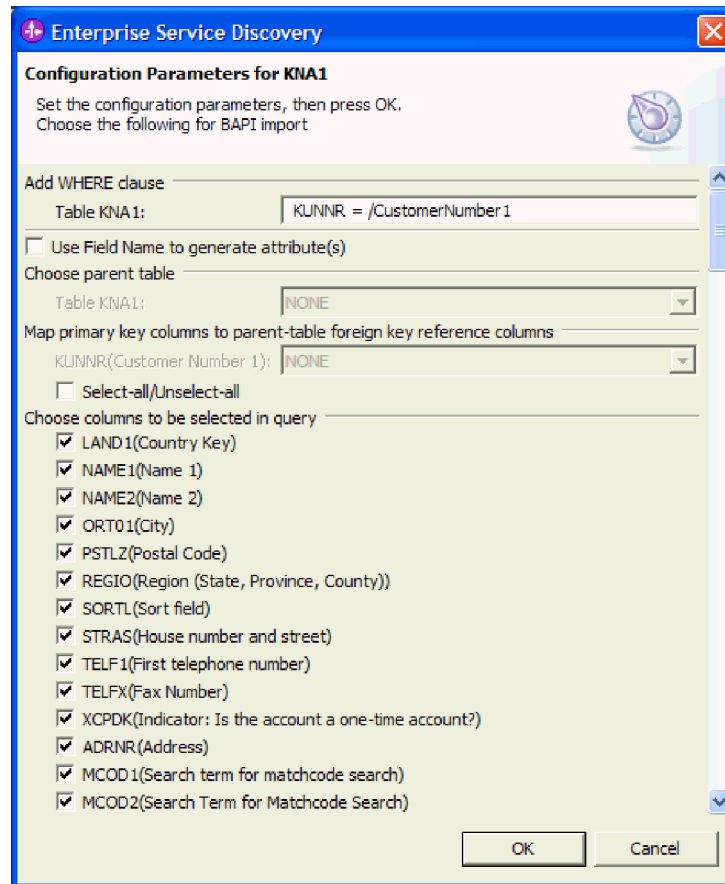 Enterprise Service Discovery
Configuration Parameters for KNA1
Set the configuration parameters, then press OK.
Choose the following for BAPI import
Add WHERE clause
Table KNA1: KUNNR = /CustomerNumber1
Use Field Name to generate attribute(s)
Choose parent table
Table KNA1: NONE
Map primary key columns to parent-table foreign key reference columns
KUNNR(Customer Number 1): NONE
Select-all/Unselect-all
Choose columns to be selected in query
LAND1(Country Key)
NAME1(Name 1)
NAME2(Name 2)
ORT01(City)
PSTLZ(Postal Code)
REGIO(Region (State, Province, County))
SORTL(Sort field)
STRAS(House number and street)
TELF1(First telephone number)
TELFX(Fax Number)
XCPDK(Indicator: Is the account a one-time account?)
ADRNR(Address)
MCOD1(Search term for matchcode search)
MCOD2(Search Term for Matchcode Search)
OK Cancel